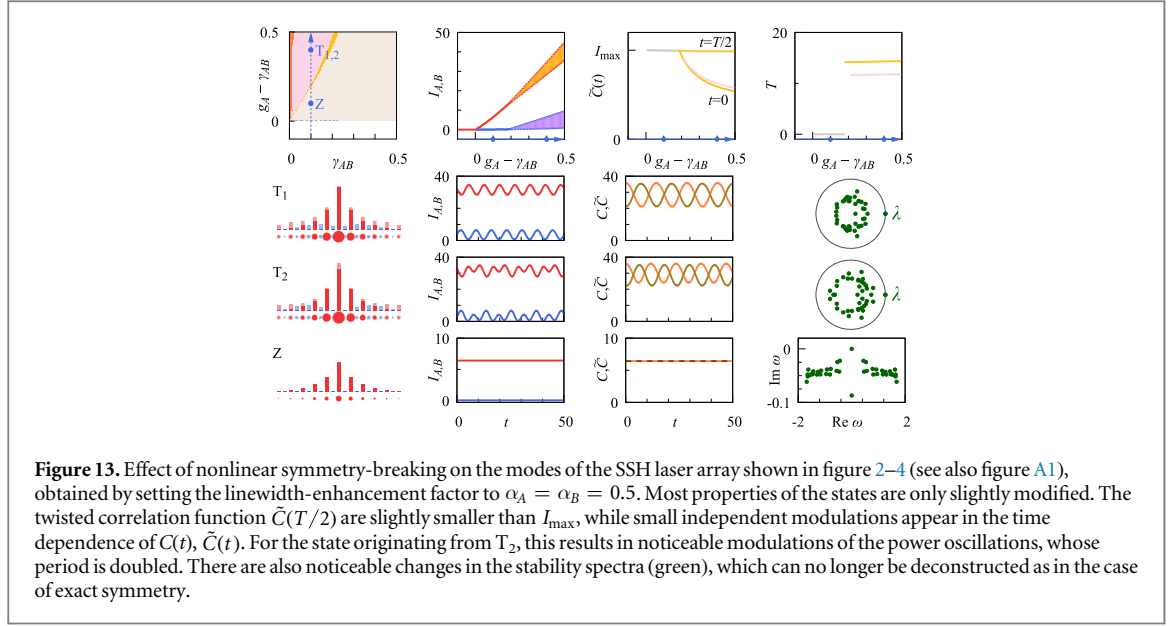 0.5
T1,2
Z
0
gA − γAB
0
γAB
0.5
50
IA,B
0
0
gA − γAB
0.5
Imax
t=T/2
t=0
C̃(t)
0
0
gA − γAB
0.5
20
T
0
0
gA − γAB
0.5
T1
40
IA,B
0
40
C,C̃
0
λ
T2
40
IA,B
0
40
C,C̃
0
λ
Z
10
IA,B
0
0
t
50
10
C,C̃
0
0
t
50
0
Im ω
-0.1
-2
Re ω
2
Figure 13. Effect of nonlinear symmetry-breaking on the modes of the SSH laser array shown in figure 2–4 (see also figure A1),
obtained by setting the linewidth-enhancement factor to αA = αB = 0.5. Most properties of the states are only slightly modified. The
twisted correlation function C̃(T/2) are slightly smaller than Imax, while small independent modulations appear in the time
dependence of C(t), C̃(t). For the state originating from T2, this results in noticeable modulations of the power oscillations, whose
period is doubled. There are also noticeable changes in the stability spectra (green), which can no longer be deconstructed as in the case
of exact symmetry.